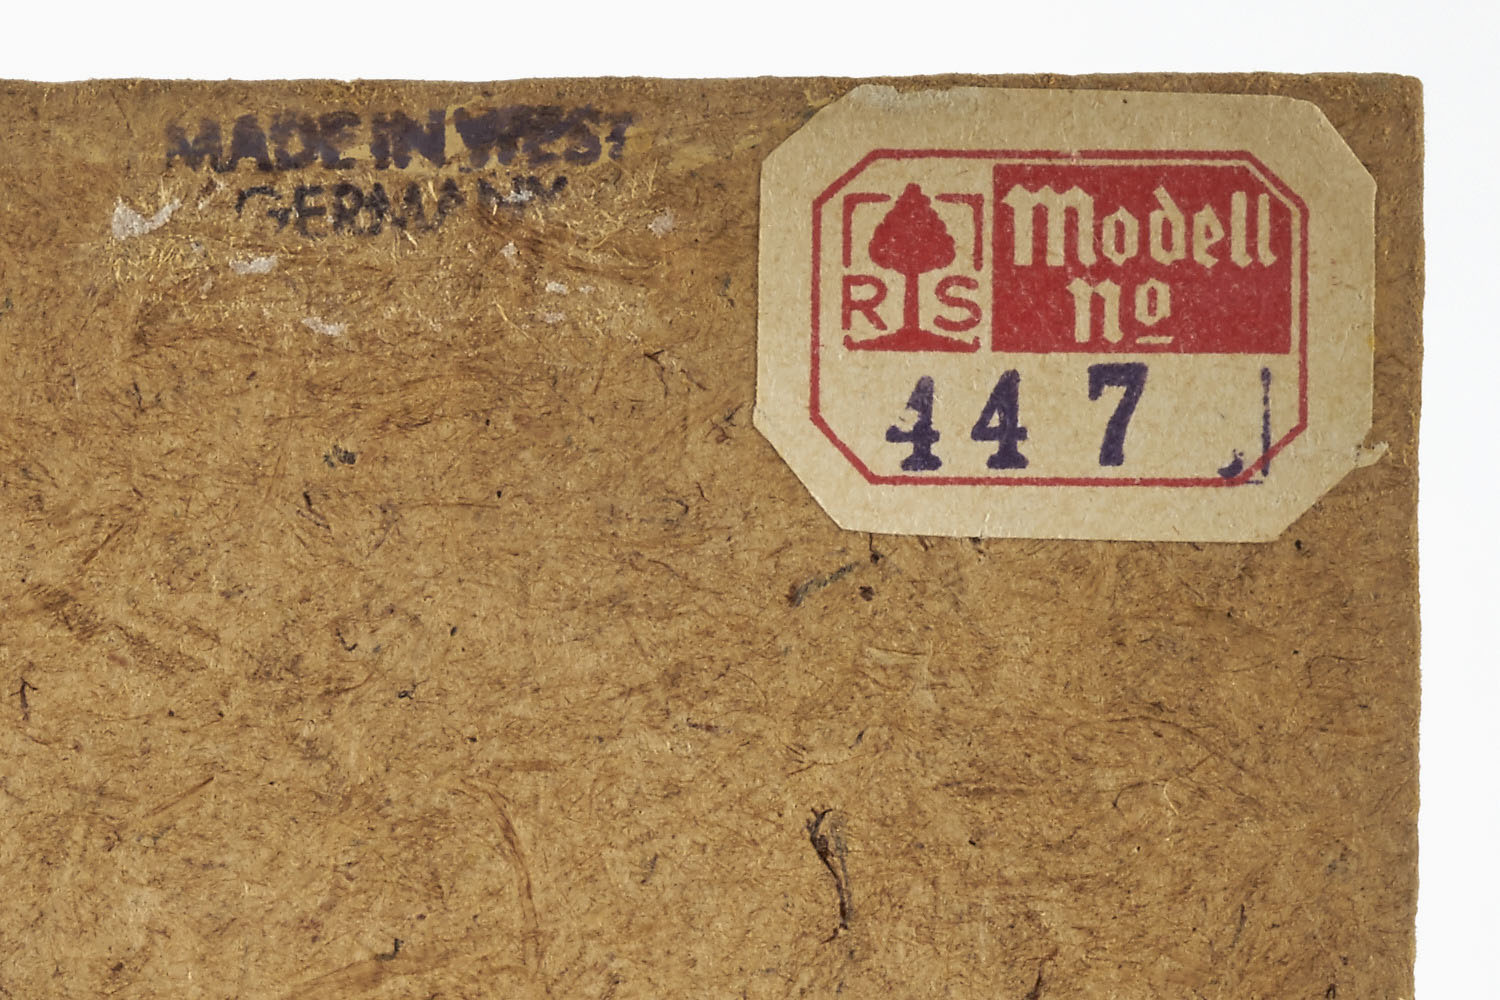 MADE IN WEST
GERMANY
RS
Modell
no
447